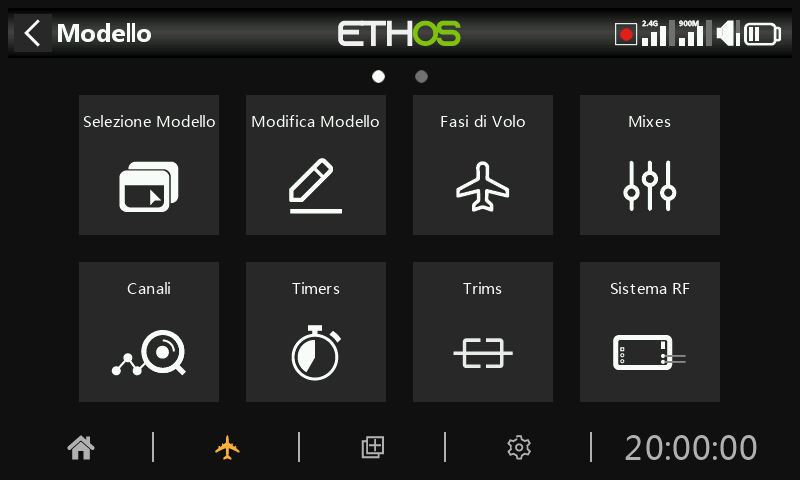 Modello
ETHOS
2.4G
900M
Selezione Modello
Modifica Modello
Fasi di Volo
Mixes
Canali
Timers
Trims
Sistema RF
20:00:00